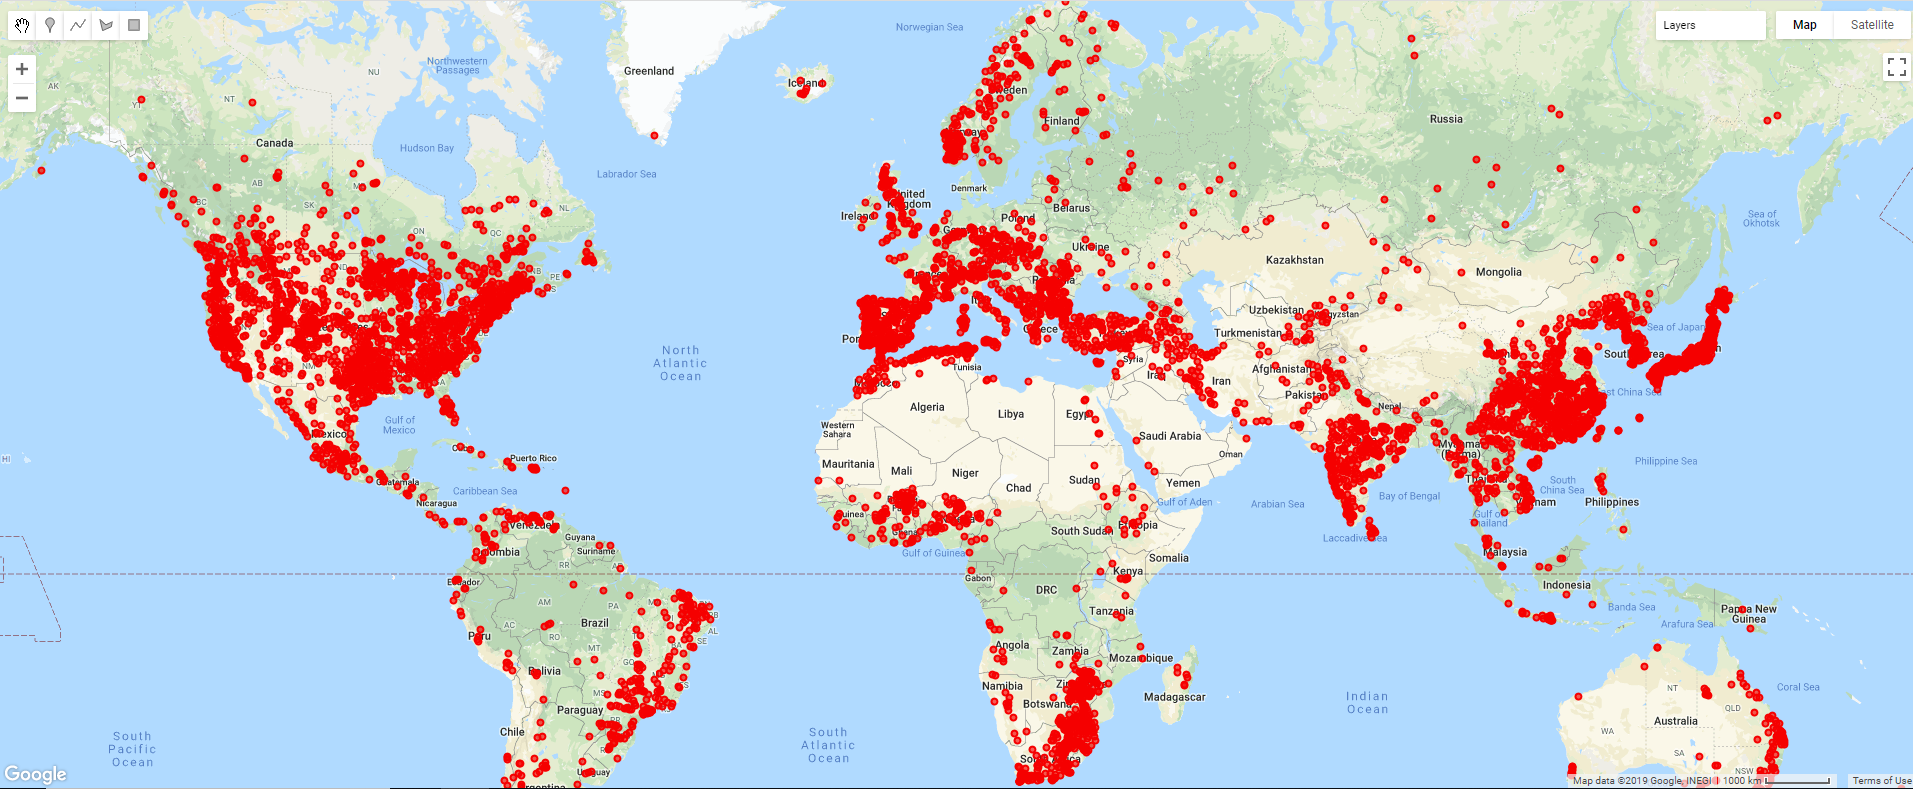 Layers
Map
Satellite
Norwegian Sea
Greenland
Iceland
Northwestern
Passages
AK
YT
NT
NU
Canada
Hudson Bay
Labrador Sea
BC
AB
SK
ON
QC
NL
NB
PE
NS
Finland
Russia
Denmark
United
Kingdom
Ireland
Poland
Belarus
Ukraine
Kazakhstan
Mongolia
Sea of
Okhotsk
Uzbekistan
Kyrgyzstan
Turkmenistan
Greece
Syria
Iraq
Iran
Afghanistan
Pakistan
Nepal
South Korea
Sea of Japan
East China Sea
North
Atlantic
Ocean
NM
Gulf of
Mexico
Mexico
Cuba
Puerto Rico
Guatemala
Caribbean Sea
Nicaragua
HI
Morocco
Tunisia
Algeria
Libya
Egypt
Western
Sahara
Mauritania
Mali
Niger
Chad
Sudan
Saudi Arabia
Oman
Yemen
Gulf of Aden
Arabian Sea
Bay of Bengal
Myanmar
(Burma)
Thailand
Vietnam
Gulf of
Thailand
South
China Sea
Philippines
Philippine Sea
Guinea
Ghana
Gulf of Guinea
South Sudan
Ethiopia
Somalia
Laccadive Sea
Malaysia
Indonesia
Venezuela
Guyana
Suriname
Colombia
Ecuador
RR
AP
AM
PA
Brazil
AC
RO
MT
GO
MS
AL
SE
BA
ES
PB
Peru
Bolivia
Paraguay
Chile
Uruguay
Argentina
Gabon
DRC
Kenya
Tanzania
Angola
Zambia
Mozambique
Namibia
Botswana
Madagascar
South Africa
Banda Sea
Arafura Sea
Papua New
Guinea
Coral Sea
Indian
Ocean
NT
QLD
Australia
WA
SA
NSW
South
Pacific
Ocean
South
Atlantic
Ocean
Google
Map data ©2019 Google, INEGI
1000 km
Terms of Use